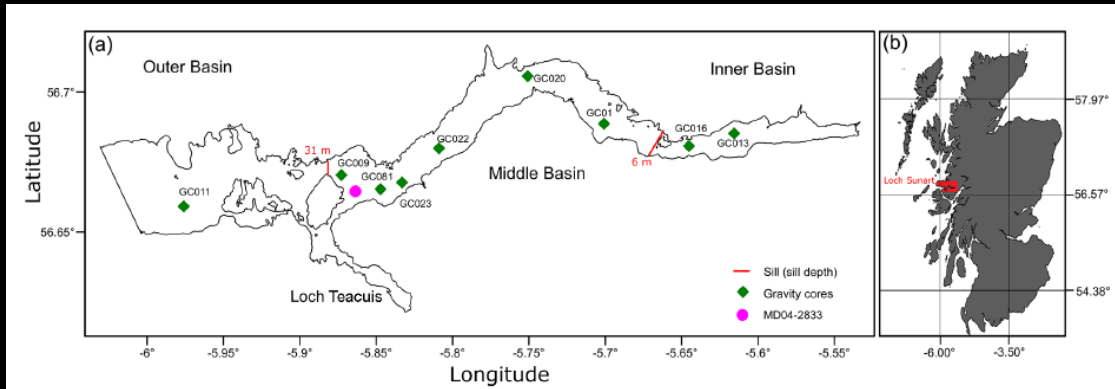 (a)
Outer Basin
Inner Basin
Middle Basin
Loch Teacuis
GC011
31 m
GC009
GC081
GC023
GC022
GC020
GC01
6 m
GC016
GC013
Sill (sill depth)
Gravity cores
MD04-2833
Latitude
56.7°
56.65°
-6°
-5.95°
-5.9°
-5.85°
-5.8°
-5.75°
-5.7°
-5.65°
-5.6°
-5.55°
Longitude
(b)
Loch Sunart
57.97°
56.57°
54.38°
-6.00°
-3.50°